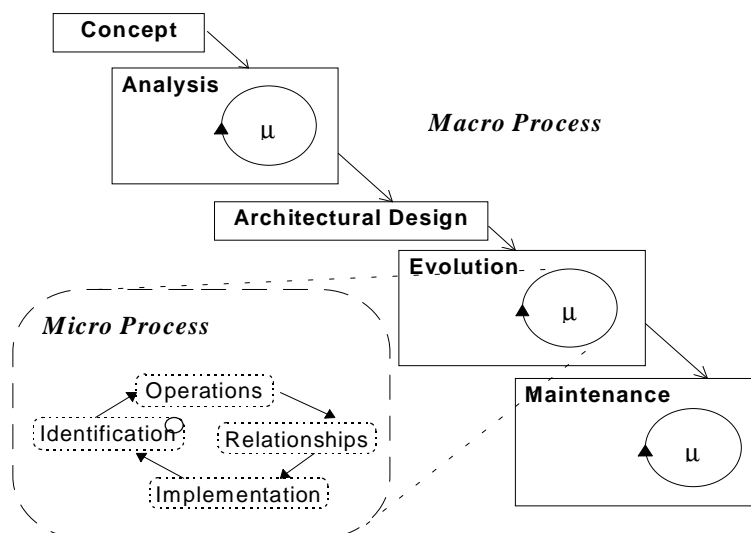 Concept
Analysis
μ
Macro Process
Architectural Design
Evolution
μ
Micro Process
Operations
Identification
Relationships
Implementation
Maintenance
μ